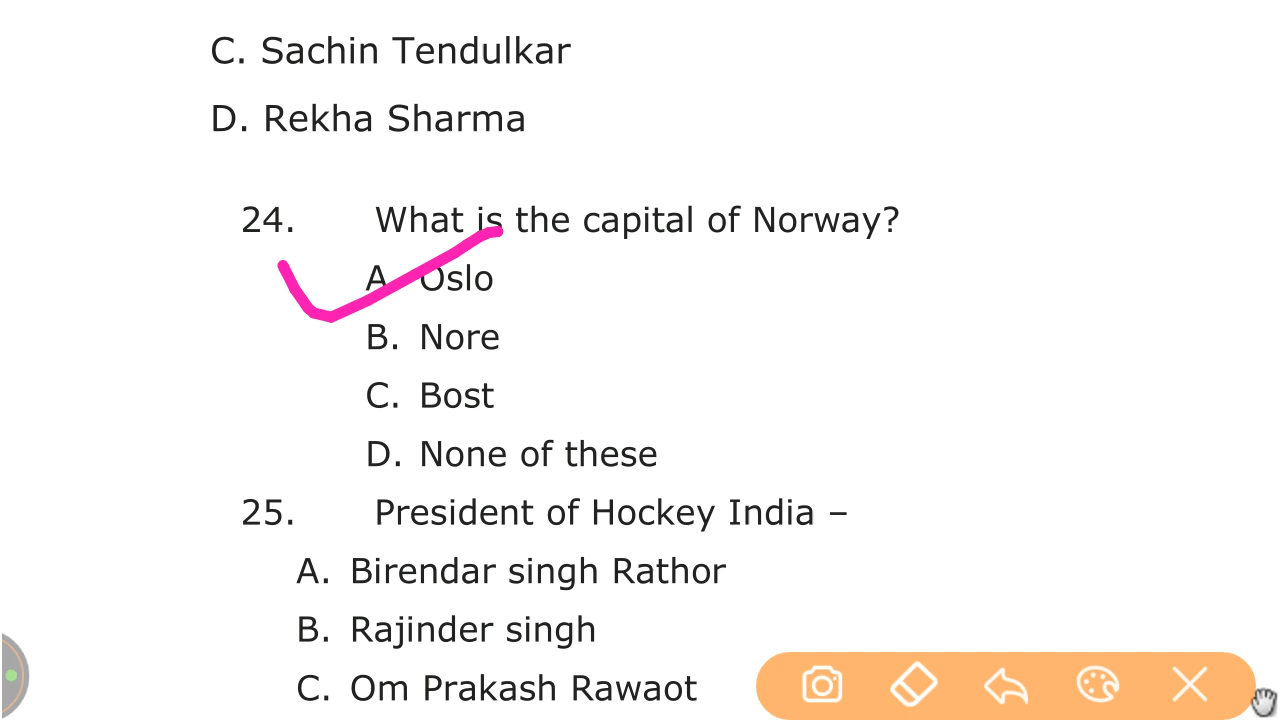 C. Sachin Tendulkar
D. Rekha Sharma
24. What is the capital of Norway?
A. Oslo
B. Nore
C. Bost
D. None of these
25. President of Hockey India –
A. Birendar singh Rathor
B. Rajinder singh
C. Om Prakash Rawaot